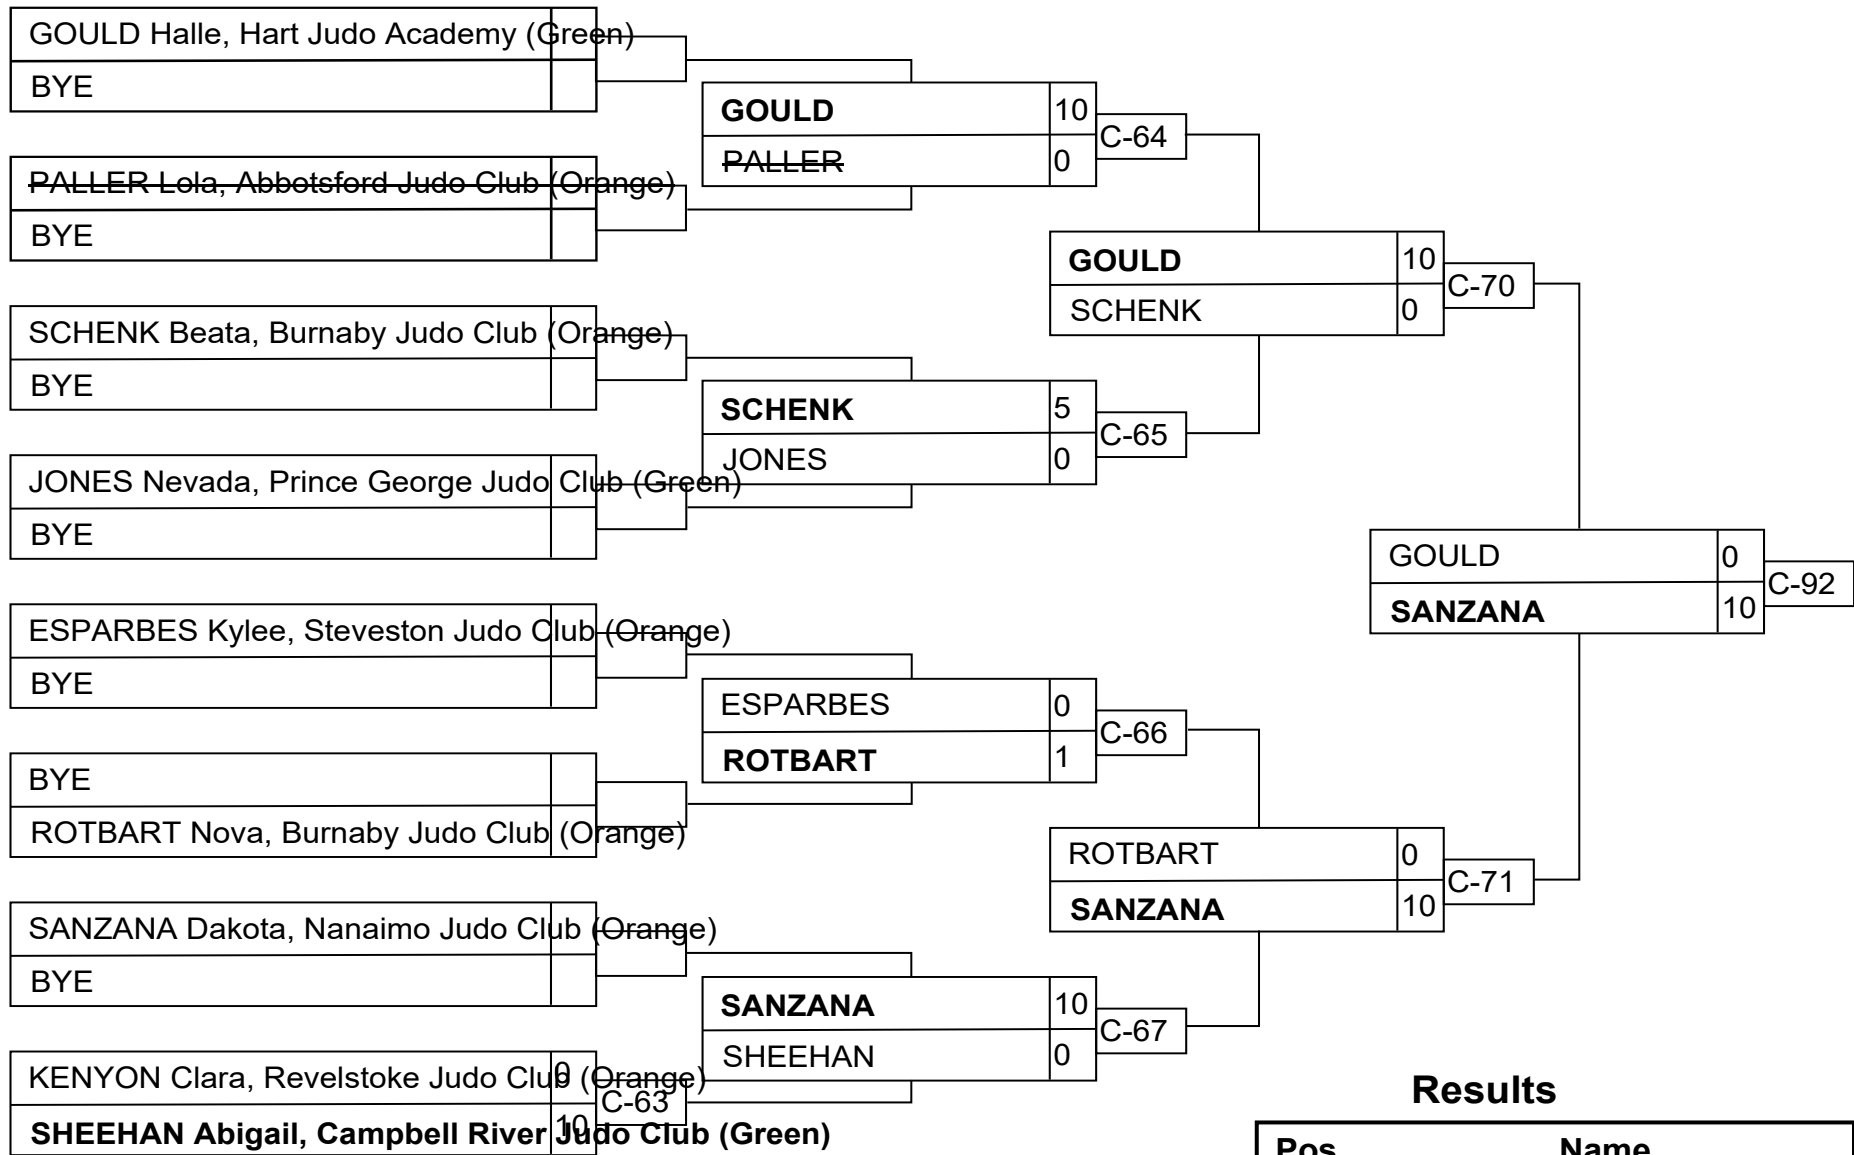 GOULD Halle, Hart Judo Academy (Green)
BYE
PALLER Lola, Abbotsford Judo Club (Orange)
BYE
SCHENK Beata, Burnaby Judo Club (Orange)
BYE
JONES Nevada, Prince George Judo Club (Green)
BYE
ESPARBES Kylee, Steveston Judo Club (Orange)
BYE
BYE
ROTBART Nova, Burnaby Judo Club (Orange)
SANZANA Dakota, Nanaimo Judo Club (Orange)
BYE
KENYON Clara, Revelstoke Judo Club (Orange) 0
SHEEHAN Abigail, Campbell River Judo Club (Green) 10
C-63
GOULD 10
PALLER 0
C-64
SCHENK 5
JONES 0
C-65
ESPARBES 0
ROTBART 1
C-66
SANZANA 10
SHEEHAN 0
C-67
GOULD 10
SCHENK 0
C-70
ROTBART 0
SANZANA 10
C-71
GOULD 0
SANZANA 10
C-92
Results
Pos Name